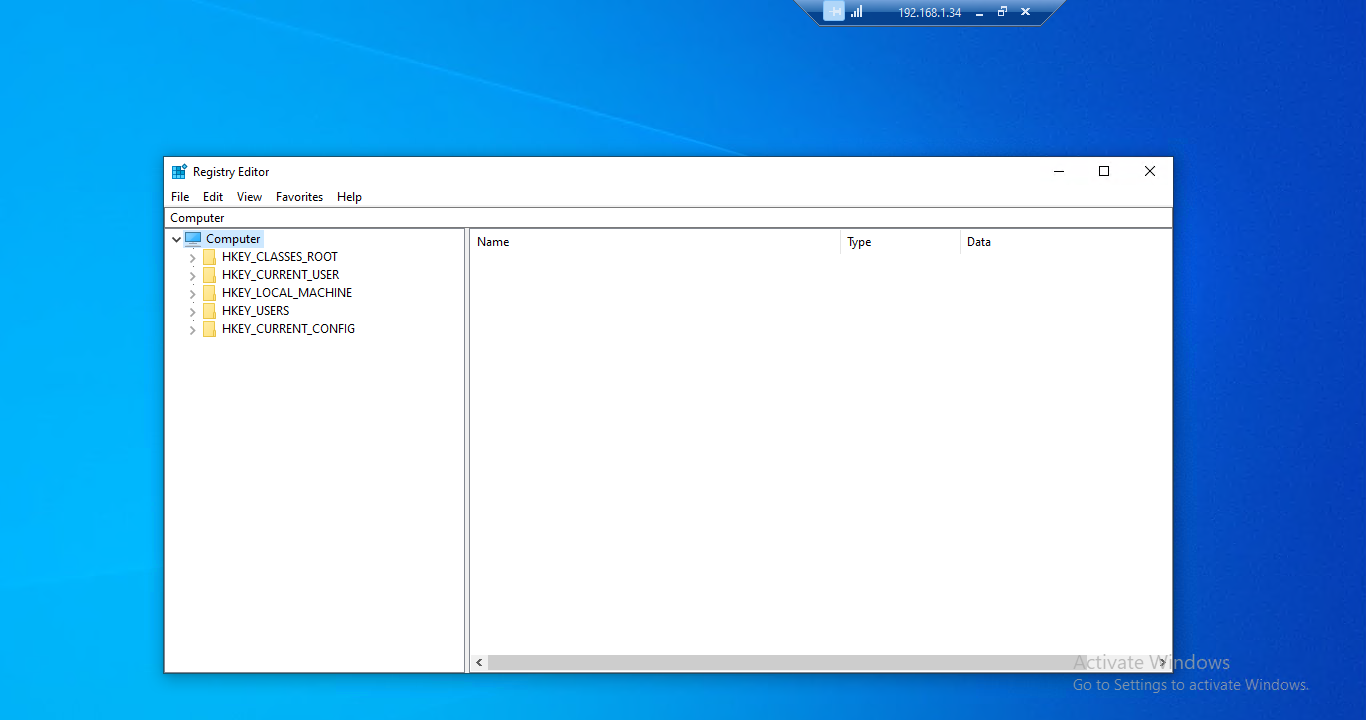 192.168.1.34
Registry Editor
File Edit View Favorites Help
Computer
Computer
HKEY_CLASSES_ROOT
HKEY_CURRENT_USER
HKEY_LOCAL_MACHINE
HKEY_USERS
HKEY_CURRENT_CONFIG
Name Type Data
Activate Windows
Go to Settings to activate Windows.